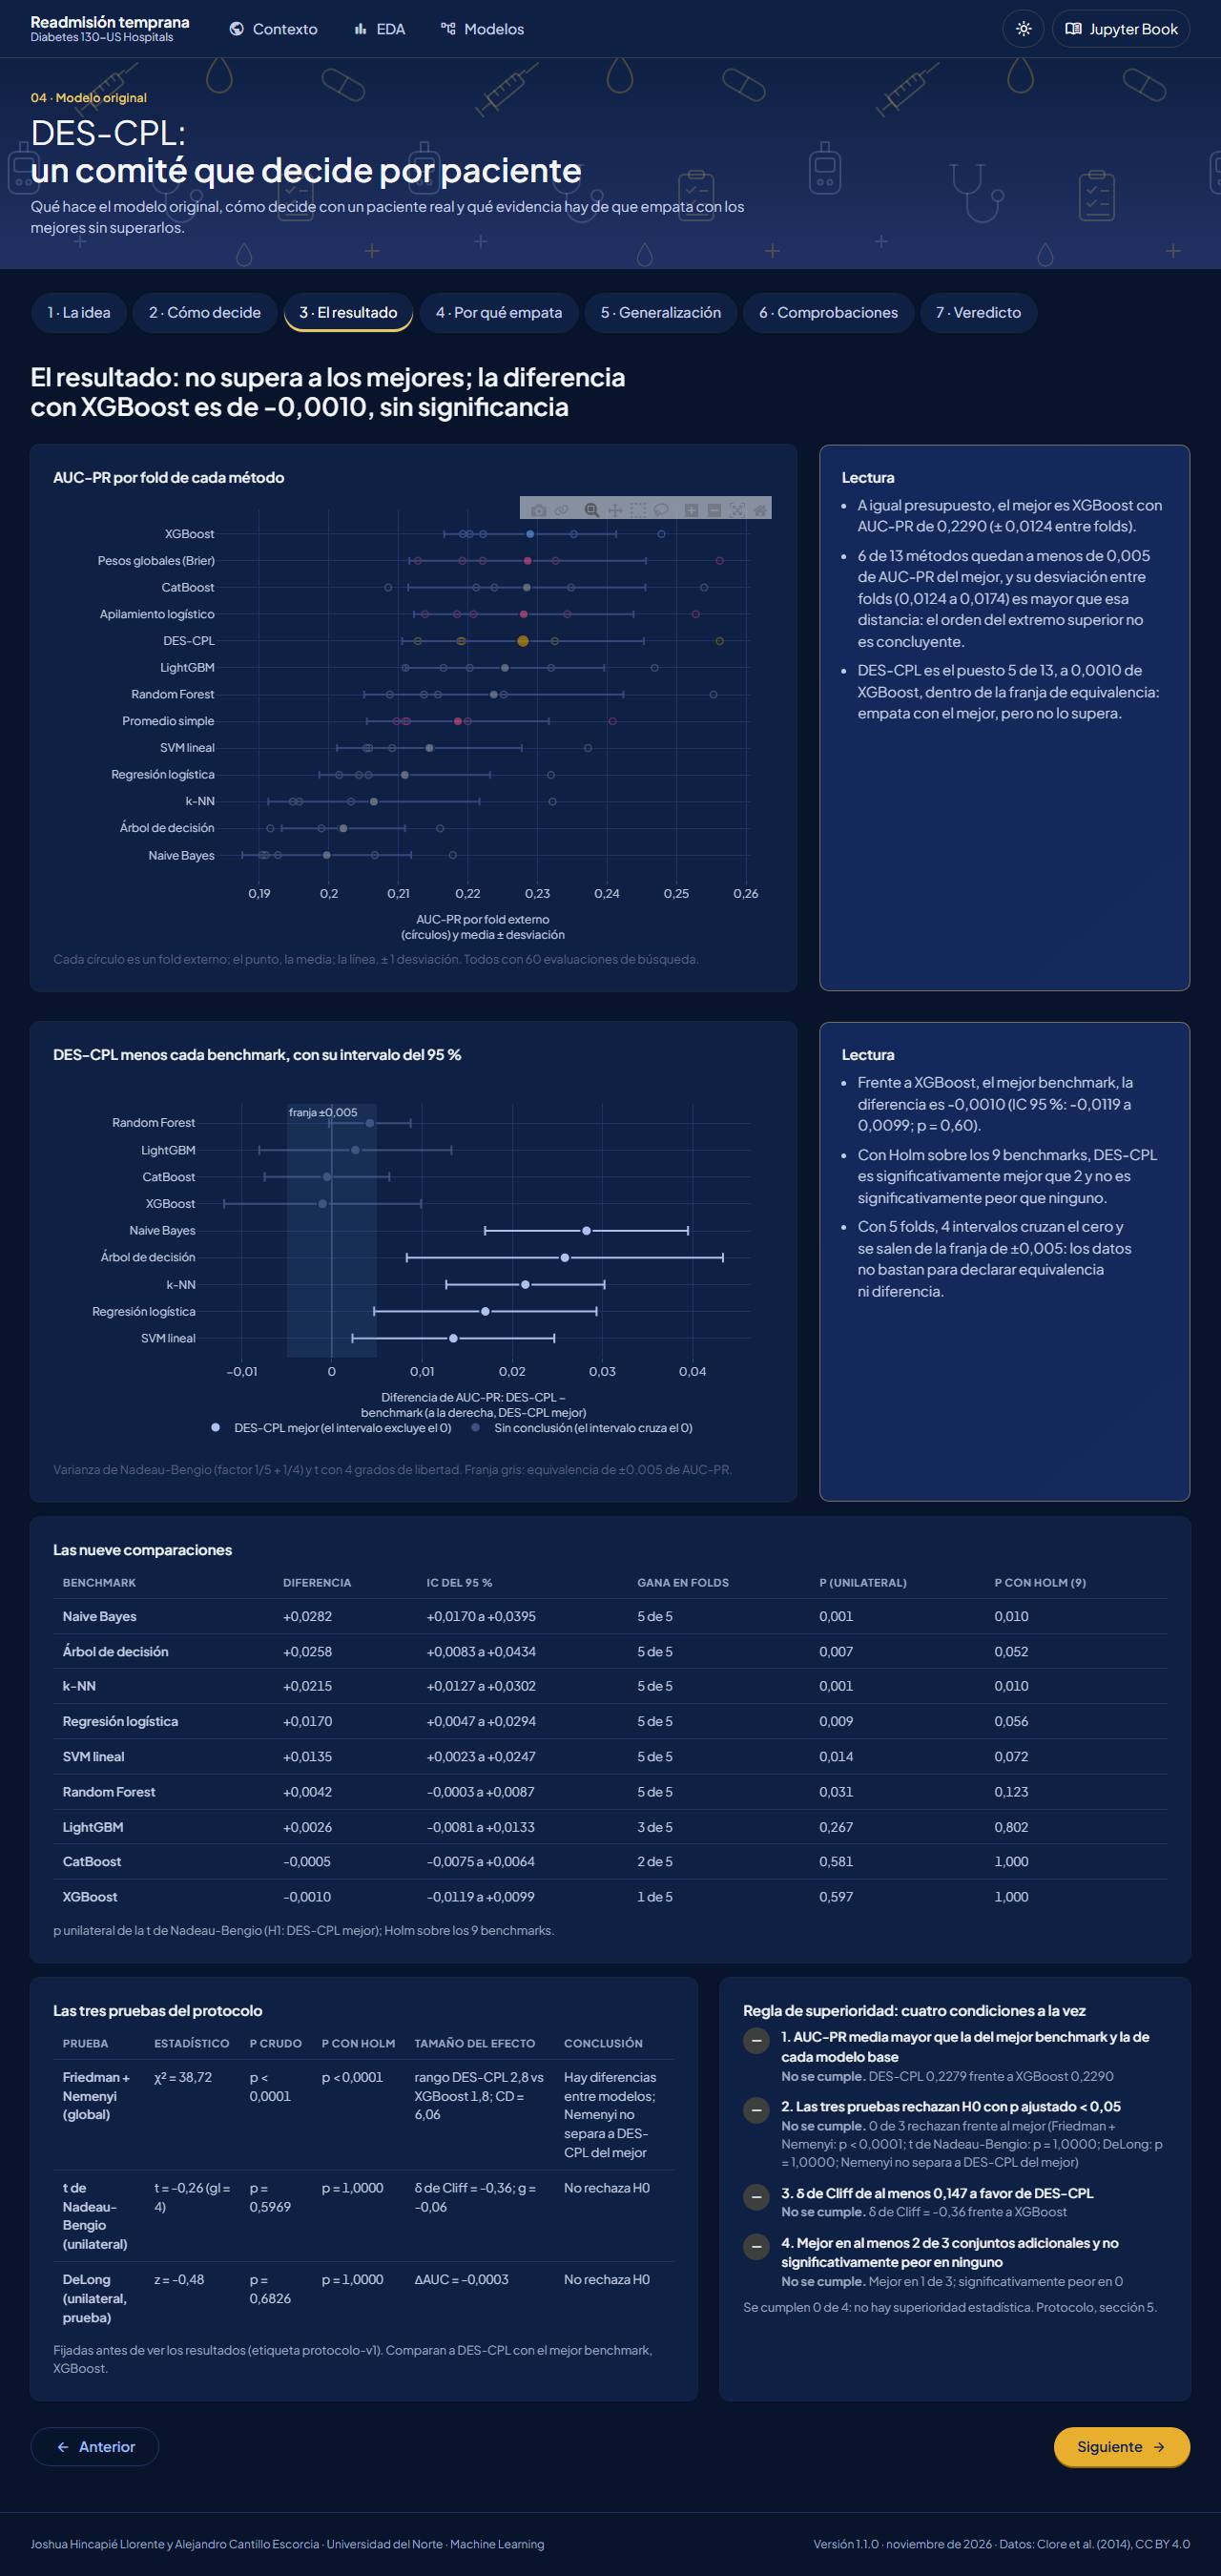 Readmisión temprana
Diabetes 130-US Hospitals
Contexto
EDA
Modelos
Jupyter Book
04 · Modelo original
DES-CPL:
un comité que decide por paciente
Qué hace el modelo original, cómo decide con un paciente real y qué evidencia hay de que empata con los
mejores sin superarlos.
1 · La idea
2 · Cómo decide
3 · El resultado
4 · Por qué empata
5 · Generalización
6 · Comprobaciones
7 · Veredicto
El resultado: no supera a los mejores; la diferencia
con XGBoost es de -0,0010, sin significancia
AUC-PR por fold de cada método
XGBoost
Pesos globales (Brier)
CatBoost
Apilamiento logístico
DES-CPL
LightGBM
Random Forest
Promedio simple
SVM lineal
Regresión logística
k-NN
Árbol de decisión
Naive Bayes
0,19 0,2 0,21 0,22 0,23 0,24 0,25 0,26
AUC-PR por fold externo
(círculos) y media ± desviación
Cada círculo es un fold externo; el punto, la media; la línea, ± 1 desviación. Todos con 60 evaluaciones de búsqueda.
Lectura
• A igual presupuesto, el mejor es XGBoost con
AUC-PR de 0,2290 (± 0,0124 entre folds).
• 6 de 13 métodos quedan a menos de 0,005
de AUC-PR del mejor, y su desviación entre
folds (0,0124 a 0,0174) es mayor que esa
distancia: el orden del extremo superior no
es concluyente.
• DES-CPL es el puesto 5 de 13, a 0,0010 de
XGBoost, dentro de la franja de equivalencia:
empata con el mejor, pero no lo supera.
DES-CPL menos cada benchmark, con su intervalo del 95 %
franja ±0,005
Random Forest
LightGBM
CatBoost
XGBoost
Naive Bayes
Árbol de decisión
k-NN
Regresión logística
SVM lineal
−0,01 0 0,01 0,02 0,03 0,04
Diferencia de AUC-PR: DES-CPL −
benchmark (a la derecha, DES-CPL mejor)
DES-CPL mejor (el intervalo excluye el 0)
Sin conclusión (el intervalo cruza el 0)
Varianza de Nadeau-Bengio (factor 1/5 + 1/4) y t con 4 grados de libertad. Franja gris: equivalencia de ±0,005 de AUC-PR.
Lectura
• Frente a XGBoost, el mejor benchmark, la
diferencia es -0,0010 (IC 95 %: -0,0119 a
0,0099; p = 0,60).
• Con Holm sobre los 9 benchmarks, DES-CPL
es significativamente mejor que 2 y no es
significativamente peor que ninguno.
• Con 5 folds, 4 intervalos cruzan el cero y
se salen de la franja de ±0,005: los datos
no bastan para declarar equivalencia
ni diferencia.
Las nueve comparaciones
BENCHMARK DIFERENCIA IC DEL 95 % GANA EN FOLDS P (UNILATERAL) P CON HOLM (9)
Naive Bayes +0,0282 +0,0170 a +0,0395 5 de 5 0,001 0,010
Árbol de decisión +0,0258 +0,0083 a +0,0434 5 de 5 0,007 0,052
k-NN +0,0215 +0,0127 a +0,0302 5 de 5 0,001 0,010
Regresión logística +0,0170 +0,0047 a +0,0294 5 de 5 0,009 0,056
SVM lineal +0,0135 +0,0023 a +0,0247 5 de 5 0,014 0,072
Random Forest +0,0042 -0,0003 a +0,0087 5 de 5 0,031 0,123
LightGBM +0,0026 -0,0081 a +0,0133 3 de 5 0,267 0,802
CatBoost -0,0005 -0,0075 a +0,0064 2 de 5 0,581 1,000
XGBoost -0,0010 -0,0119 a +0,0099 1 de 5 0,597 1,000
p unilateral de la t de Nadeau-Bengio (H1: DES-CPL mejor); Holm sobre los 9 benchmarks.
Las tres pruebas del protocolo
PRUEBA ESTADÍSTICO P CRUDO P CON HOLM TAMAÑO DEL EFECTO CONCLUSIÓN
Friedman + χ² = 38,72 p < p < 0,0001 rango DES-CPL 2,8 vs Hay diferencias
Nemenyi 0,0001 XGBoost 1,8; CD = entre modelos;
(global) 6,06 Nemenyi no
separa a DES-
CPL del mejor
t de t = -0,26 (gl = p = p = 1,0000 δ de Cliff = -0,36; g = No rechaza H0
Nadeau- 4) 0,5969 -0,06
Bengio
(unilateral)
DeLong z = -0,48 p = p = 1,0000 ΔAUC = -0,0003 No rechaza H0
(unilateral, 0,6826
prueba)
Fijadas antes de ver los resultados (etiqueta protocolo-v1). Comparan a DES-CPL con el mejor benchmark,
XGBoost.
Regla de superioridad: cuatro condiciones a la vez
1. AUC-PR media mayor que la del mejor benchmark y la de
cada modelo base
No se cumple. DES-CPL 0,2279 frente a XGBoost 0,2290
2. Las tres pruebas rechazan H0 con p ajustado < 0,05
No se cumple. 0 de 3 rechazan frente al mejor (Friedman +
Nemenyi: p < 0,0001; t de Nadeau-Bengio: p = 1,0000; DeLong: p
= 1,0000; Nemenyi no separa a DES-CPL del mejor)
3. δ de Cliff de al menos 0,147 a favor de DES-CPL
No se cumple. δ de Cliff = -0,36 frente a XGBoost
4. Mejor en al menos 2 de 3 conjuntos adicionales y no
significativamente peor en ninguno
No se cumple. Mejor en 1 de 3; significativamente peor en 0
Se cumplen 0 de 4: no hay superioridad estadística. Protocolo, sección 5.
← Anterior
Siguiente →
Joshua Hincapié Llorente y Alejandro Cantillo Escorcia · Universidad del Norte · Machine Learning
Versión 1.1.0 · noviembre de 2026 · Datos: Clore et al. (2014), CC BY 4.0